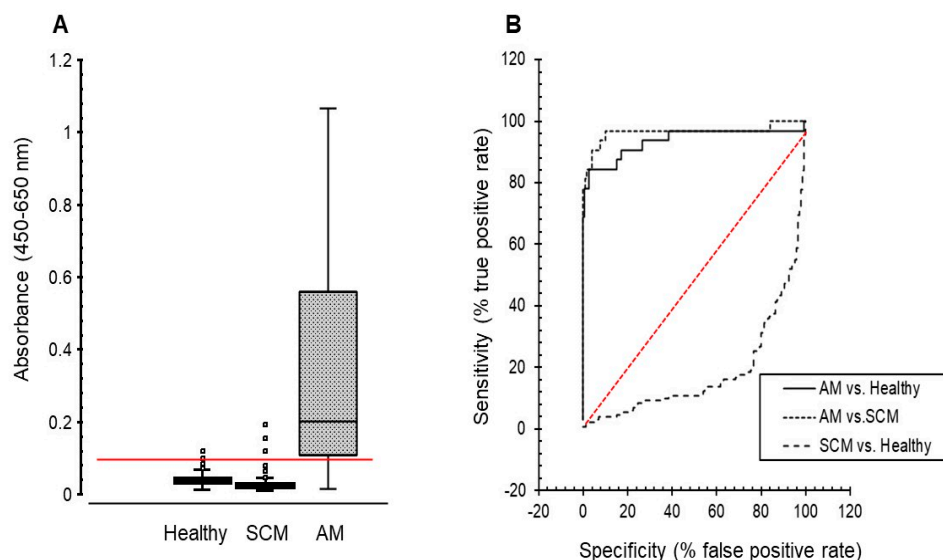 A
Absorbance (450-650 nm)
1.2
1
0.8
0.6
0.4
0.2
0
Healthy SCM AM
B
Sensitivity (% true positive rate)
120
100
80
60
40
20
0
-20
-20 0 20 40 60 80 100 120
Specificity (% false positive rate)
AM vs. Healthy
AM vs.SCM
SCM vs. Healthy